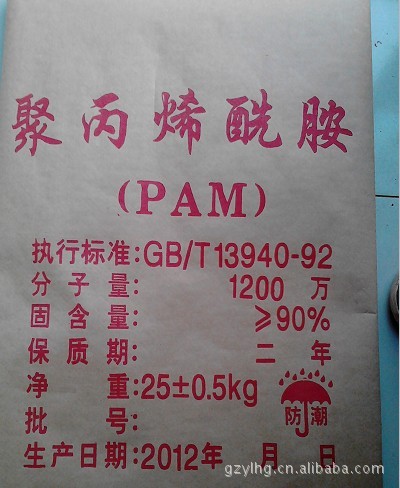 聚丙烯酰胺
(PAM)
执行标准:GB/T13940-92
分子量: 1200 万
固含量: ≥90%
保质期: 二年
净重:25±0.5kg
批号:
防潮
生产日期:2012年 月 日
gzylhg.cn.alibaba.com